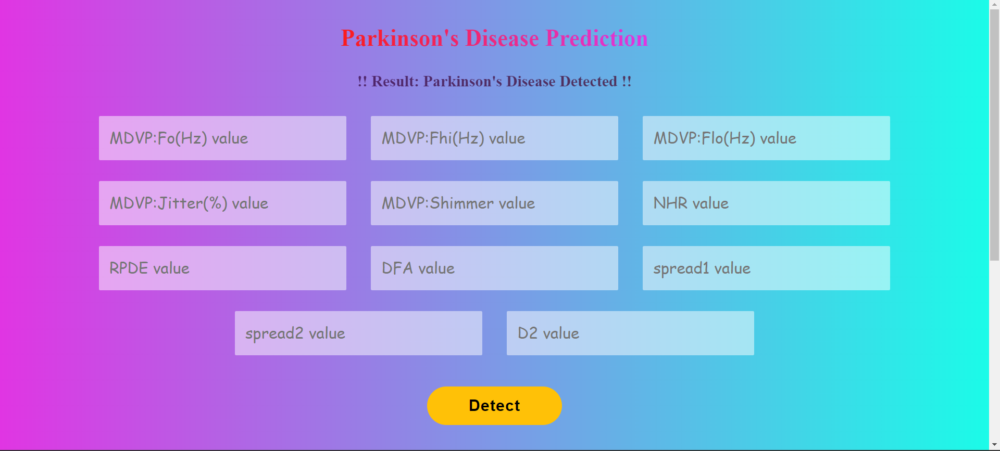 Parkinson's Disease Prediction
!! Result: Parkinson's Disease Detected !!
MDVP:Fo(Hz) value
MDVP:Fhi(Hz) value
MDVP:Flo(Hz) value
MDVP:Jitter(%) value
MDVP:Shimmer value
NHR value
RPDE value
DFA value
spread1 value
spread2 value
D2 value
Detect